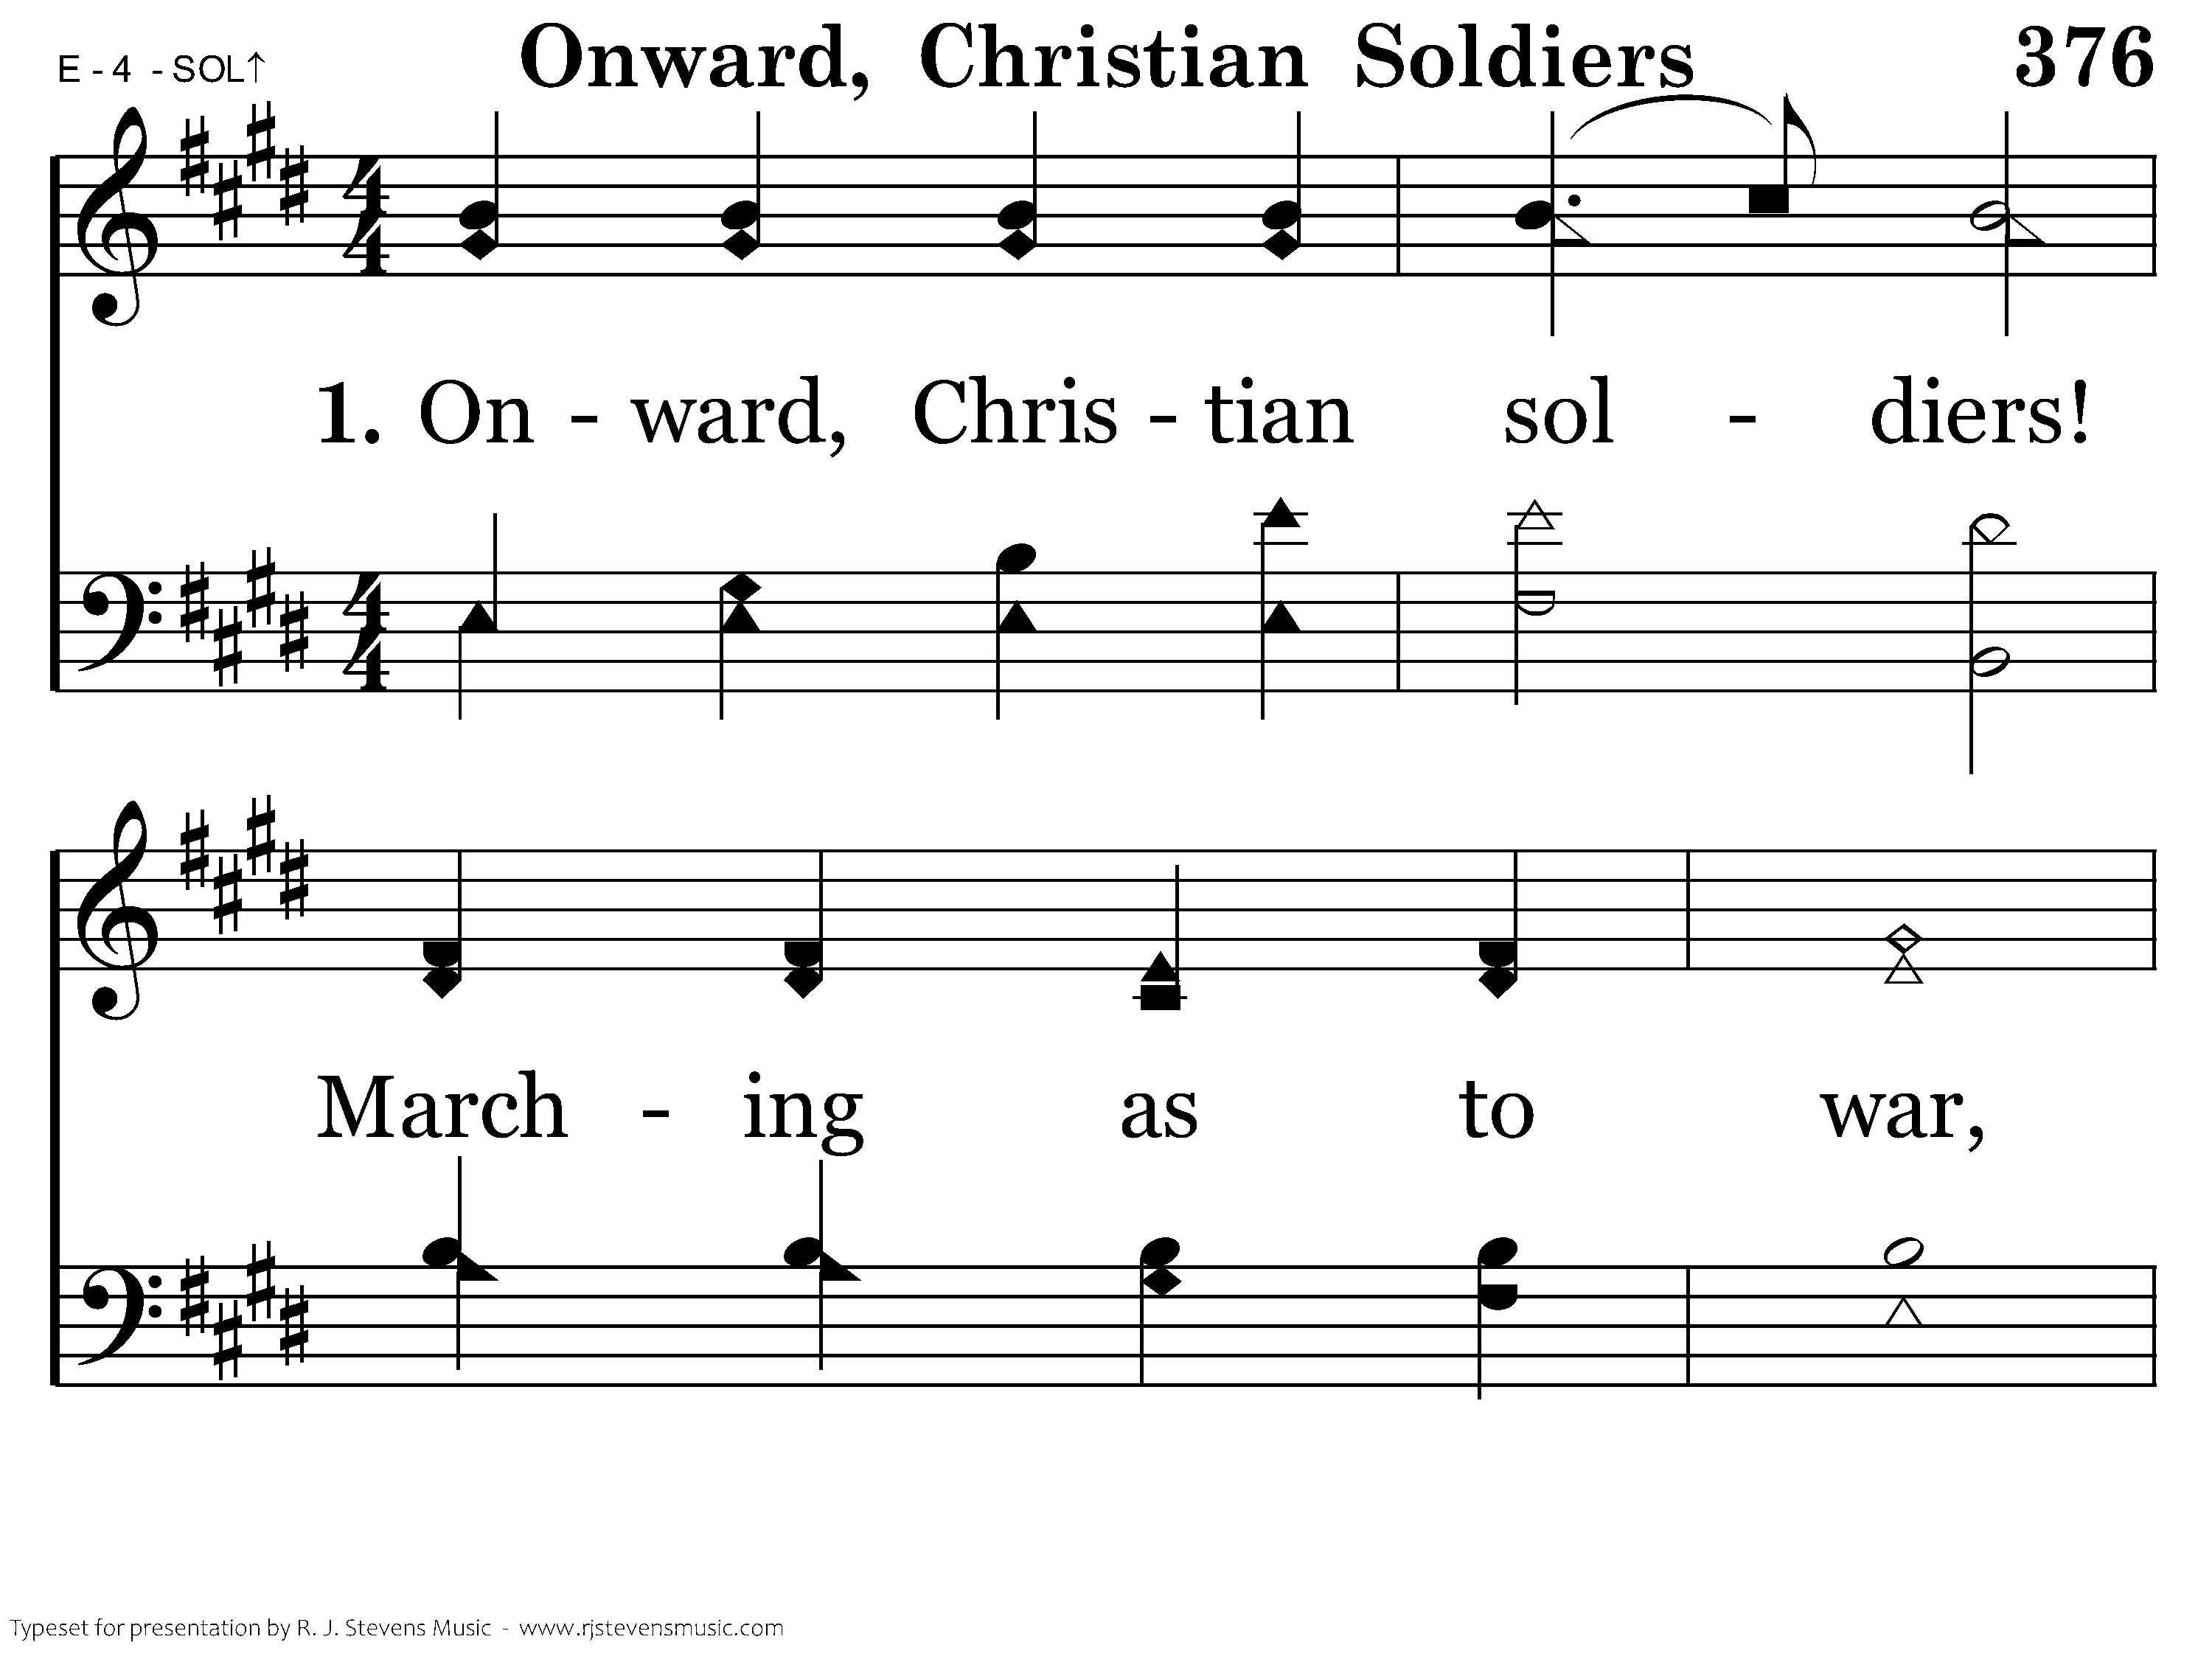 E - 4 - SOL↑ Onward, Christian Soldiers 376
1. On - ward, Chris - tian sol - diers!
March - ing as to war,
Typeset for presentation by R. J. Stevens Music - www.rjstevensmusic.com